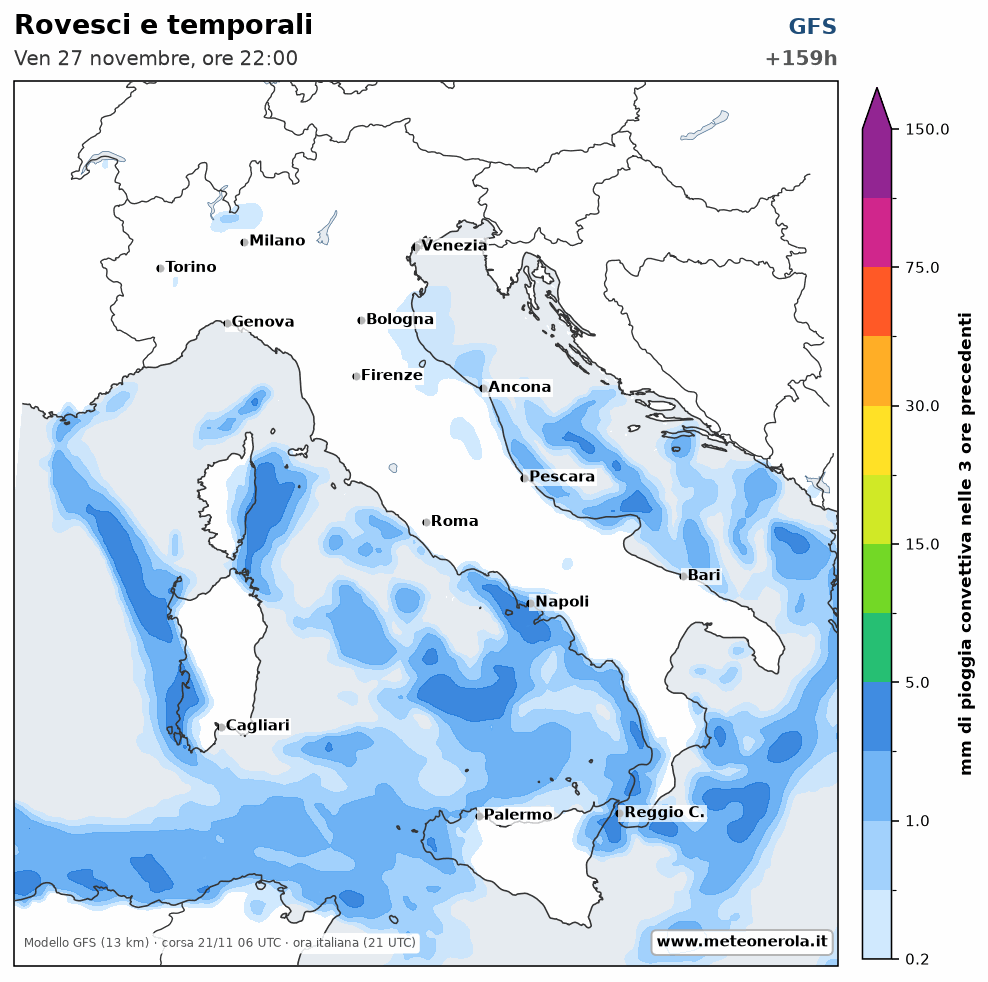 Rovesci e temporali
GFS
Ven 27 novembre, ore 22:00
+159h
150.0
75.0
30.0
15.0
5.0
1.0
0.2
mm di pioggia convettiva nelle 3 ore precedenti
Milano
Venezia
Torino
Genova
Bologna
Firenze
Ancona
Pescara
Roma
Bari
Napoli
Cagliari
Palermo
Reggio C.
Modello GFS (13 km) · corsa 21/11 06 UTC · ora italiana (21 UTC)
www.meteonerola.it